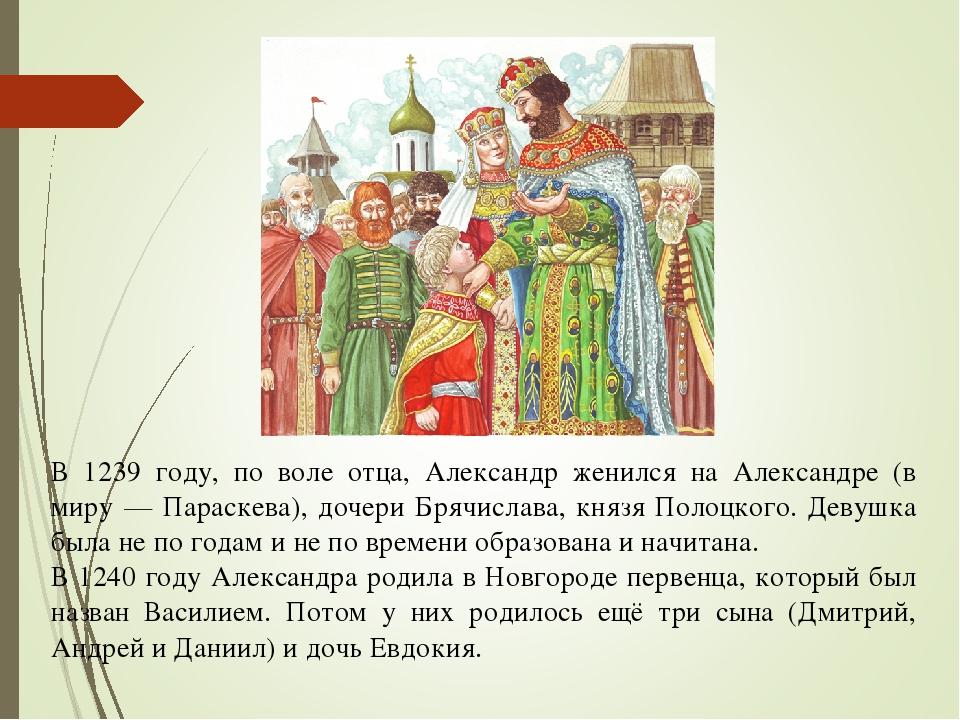 В 1239 году, по воле отца, Александр женился на Александре (в
миру — Параскева), дочери Брячислава, князя Полоцкого. Девушка
была не по годам и не по времени образована и начитана.
В 1240 году Александра родила в Новгороде первенца, который был
назван Василием. Потом у них родилось ещё три сына (Дмитрий,
Андрей и Даниил) и дочь Евдокия.